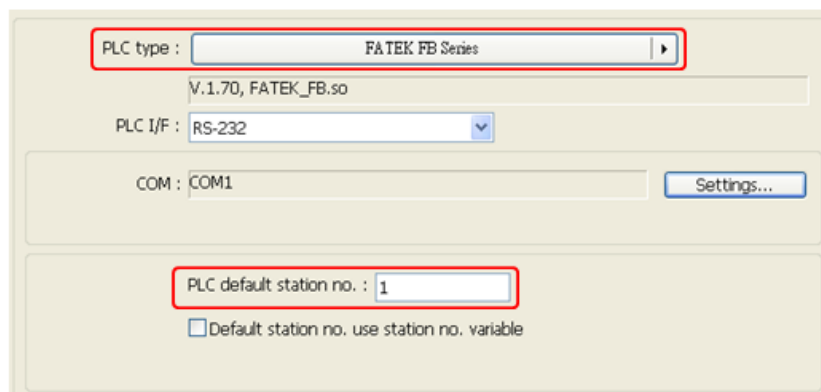 PLC type : FATEK FB Series
V.1.70, FATEK_FB.so
PLC I/F : RS-232
COM : COM1 Settings...
PLC default station no. : 1
Default station no. use station no. variable